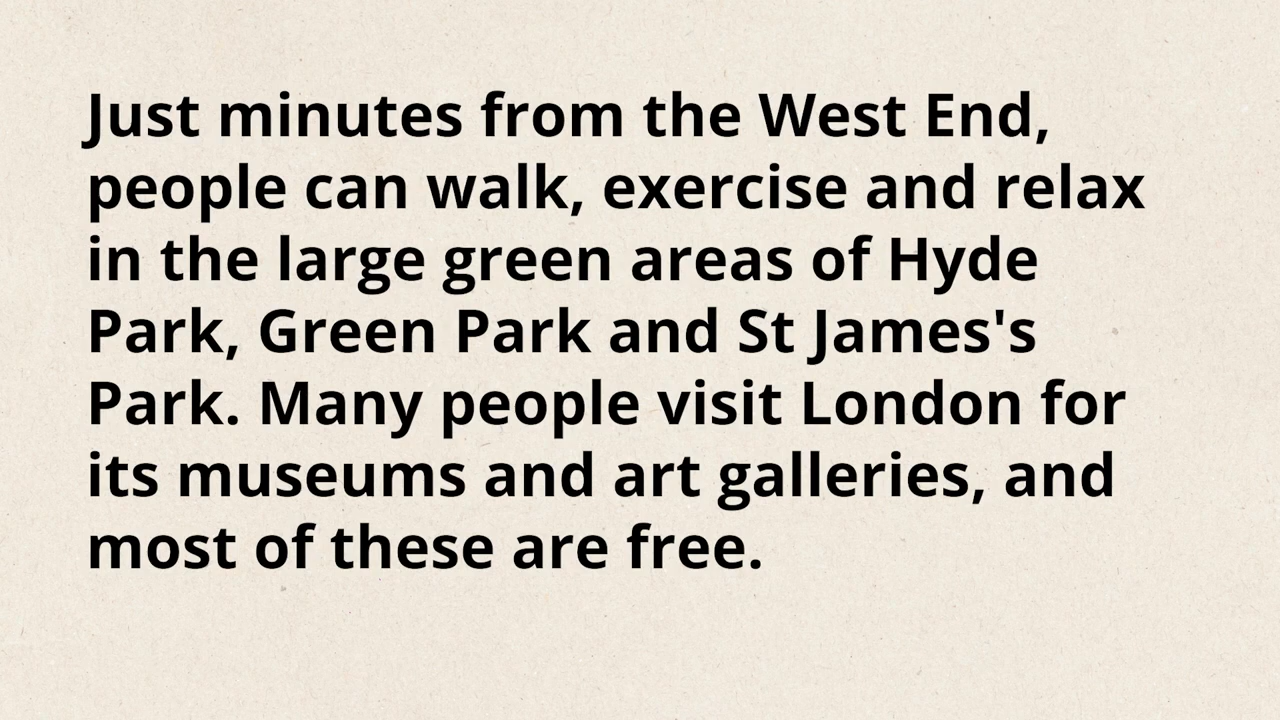 Just minutes from the West End,
people can walk, exercise and relax
in the large green areas of Hyde
Park, Green Park and St James's
Park. Many people visit London for
its museums and art galleries, and
most of these are free.